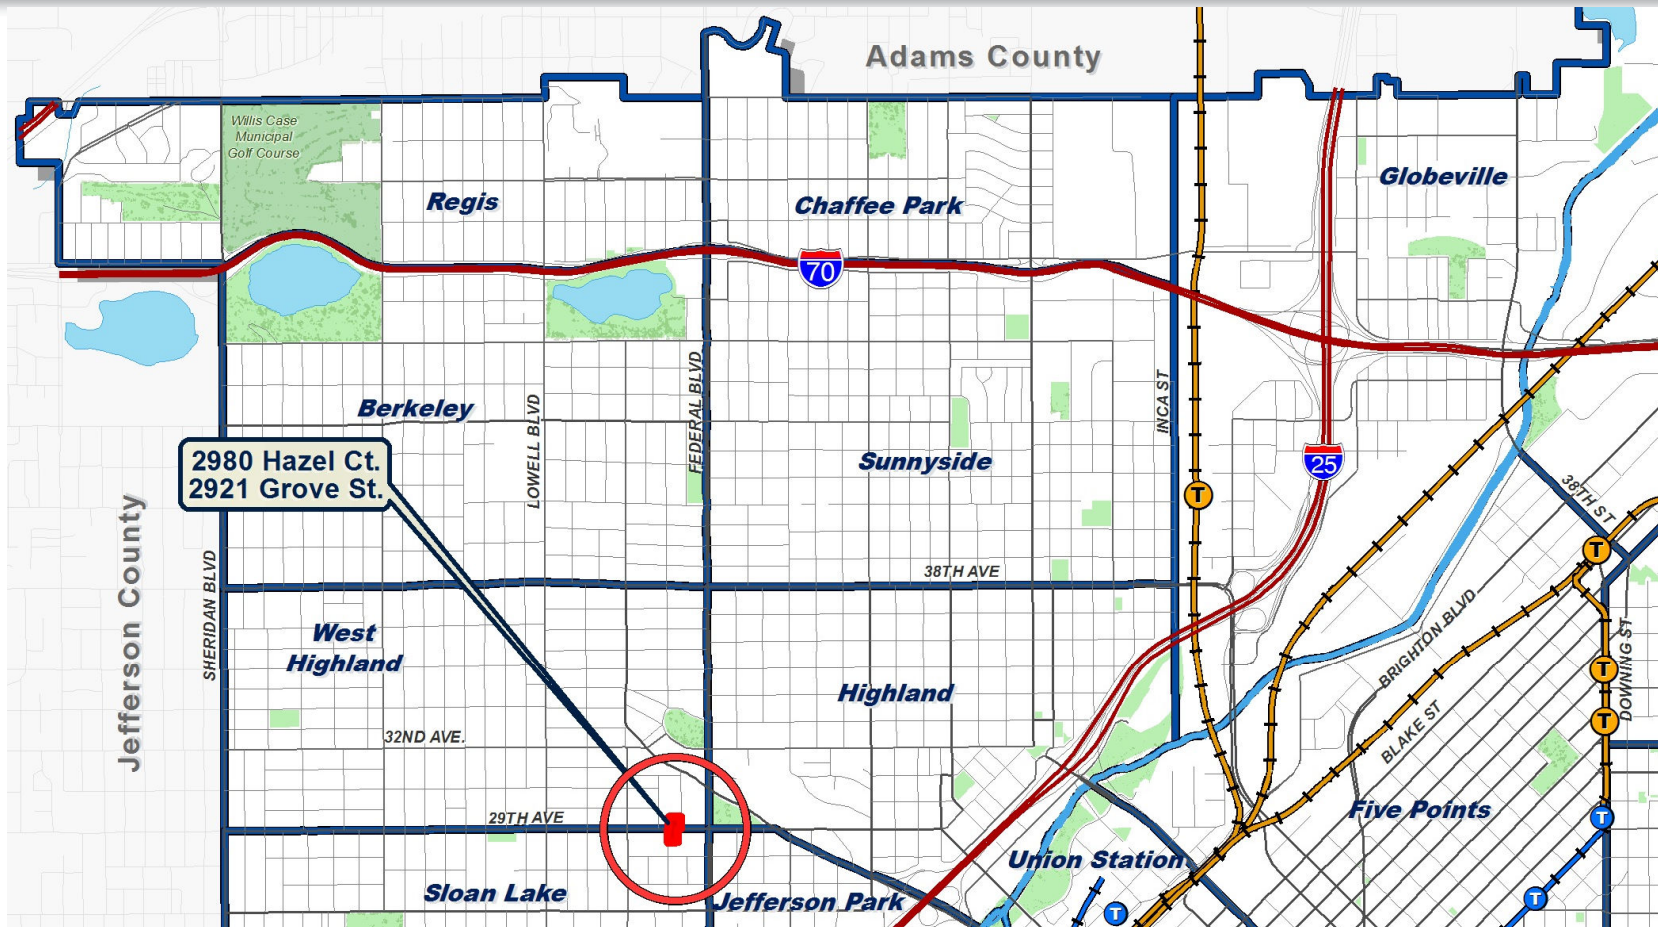 Adams County
Willis Case
Municipal
Golf Course
Regis
Chaffee Park
Globeville
70
Berkeley
LOWELL BLVD
FEDERAL BLVD
INCA ST
2980 Hazel Ct.
2921 Grove St.
Sunnyside
25
T
38TH ST
Jefferson County
SHERIDAN BLVD
38TH AVE
T
West
Highland
Highland
BRIGHTON BLVD
DOWNING ST
T
T
32ND AVE.
BLAKE ST
29TH AVE
Five Points
T
Union Station
Sloan Lake
Jefferson Park
T
T